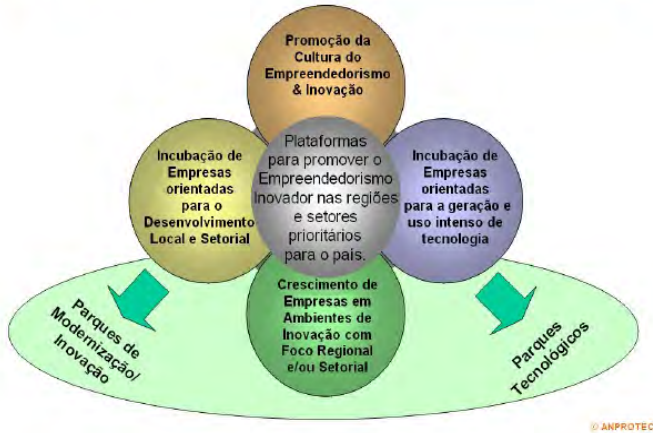 Promoção da
Cultura do
Empreendedorismo
& Inovação
Incubação de
Empresas
orientadas
para o
Desenvolvimento
Local e Setorial
Plataformas
para promover o
Empreendedorismo
Inovador nas regiões
e setores
prioritários
para o país.
Incubação de
Empresas
orientadas
para a geração e
uso intenso de
tecnologia
Crescimento de
Empresas em
Ambientes de
Inovação com
Foco Regional
e/ou Setorial
Parques de
Modernização/
Inovação
Parques
Tecnológicos
© ANPROTEC